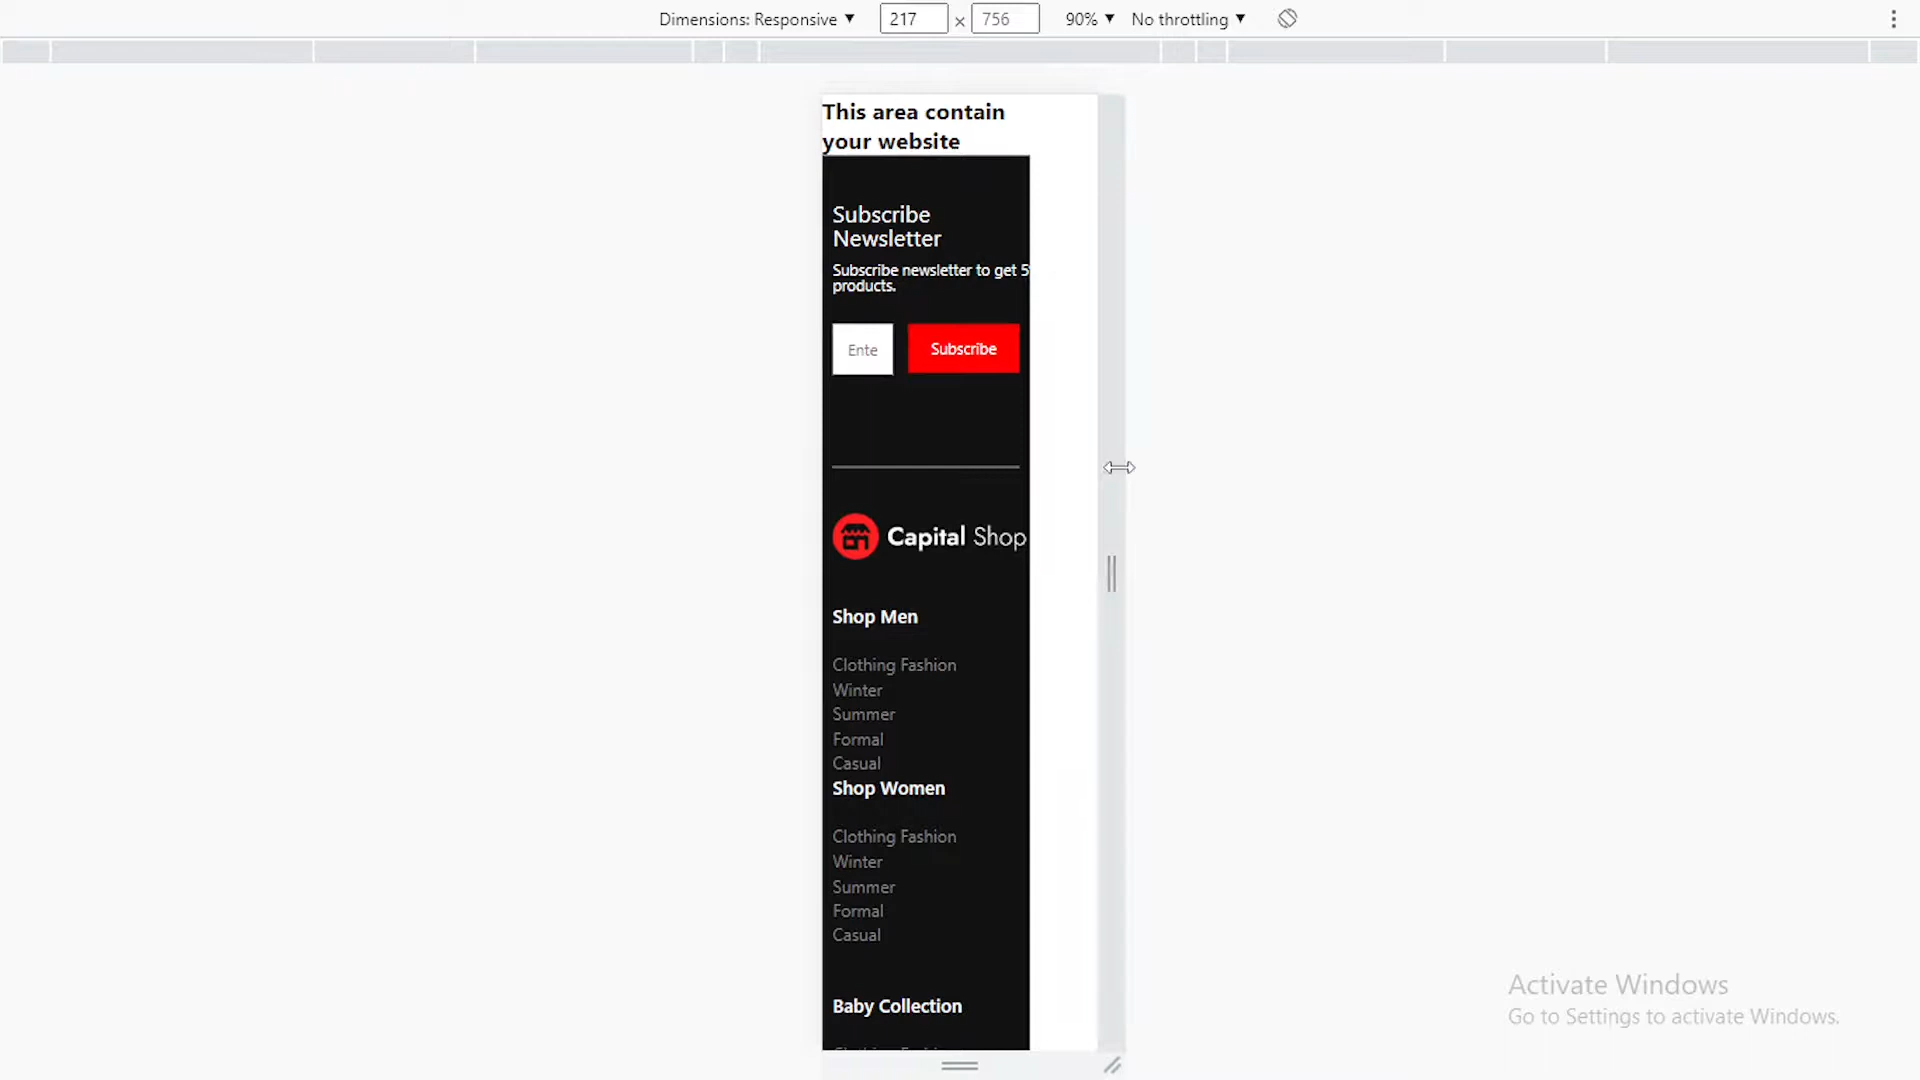 Dimensions: Responsive ▼ 217 × 756 90% ▼ No throttling ▼
This area contain
your website
Subscribe
Newsletter
Subscribe newsletter to get 5
products.
Ente Subscribe
Capital Shop
Shop Men
Clothing Fashion
Winter
Summer
Formal
Casual
Shop Women
Clothing Fashion
Winter
Summer
Formal
Casual
Baby Collection
Activate Windows
Go to Settings to activate Windows.